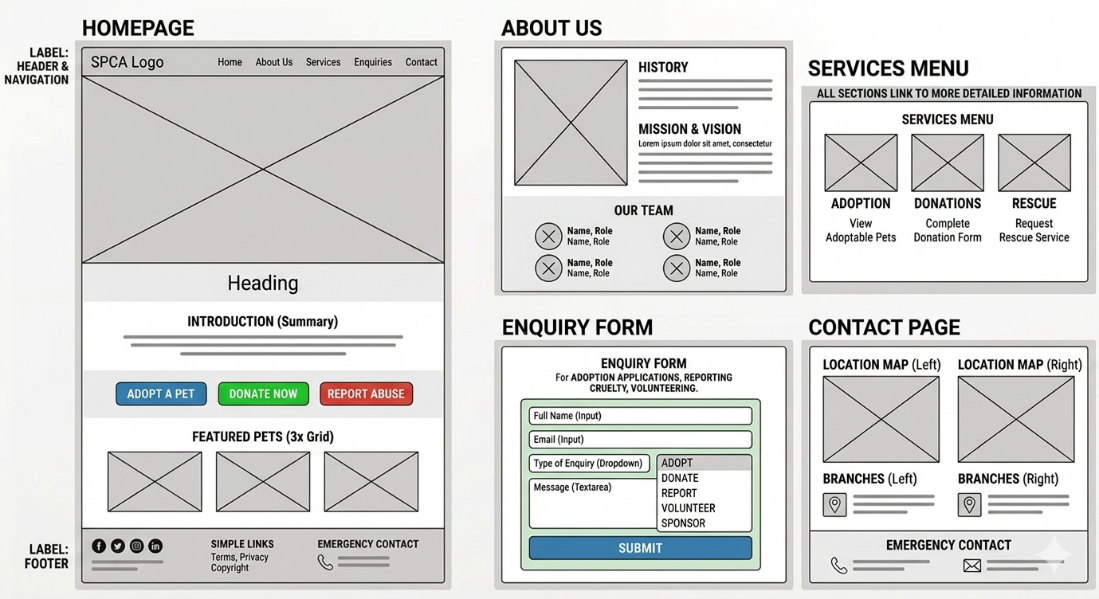 HOMEPAGE
LABEL:
HEADER &
NAVIGATION
SPCA Logo
Home About Us Services Enquiries Contact
Heading
INTRODUCTION (Summary)
ADOPT A PET
DONATE NOW
REPORT ABUSE
FEATURED PETS (3x Grid)
LABEL:
FOOTER
SIMPLE LINKS
Terms, Privacy
Copyright
EMERGENCY CONTACT
ABOUT US
HISTORY
MISSION & VISION
Lorem ipsum dolor sit amet, consectetur
OUR TEAM
Name, Role
Name, Role
Name, Role
Name, Role
Name, Role
Name, Role
Name, Role
Name, Role
SERVICES MENU
ALL SECTIONS LINK TO MORE DETAILED INFORMATION
SERVICES MENU
ADOPTION
View
Adoptable Pets
DONATIONS
Complete
Donation Form
RESCUE
Request
Rescue Service
ENQUIRY FORM
ENQUIRY FORM
For ADOPTION APPLICATIONS, REPORTING
CRUELTY, VOLUNTEERING.
Full Name (Input)
Email (Input)
Type of Enquiry (Dropdown)
ADOPT
DONATE
REPORT
VOLUNTEER
SPONSOR
Message (Textarea)
SUBMIT
CONTACT PAGE
LOCATION MAP (Left)
LOCATION MAP (Right)
BRANCHES (Left)
BRANCHES (Right)
EMERGENCY CONTACT